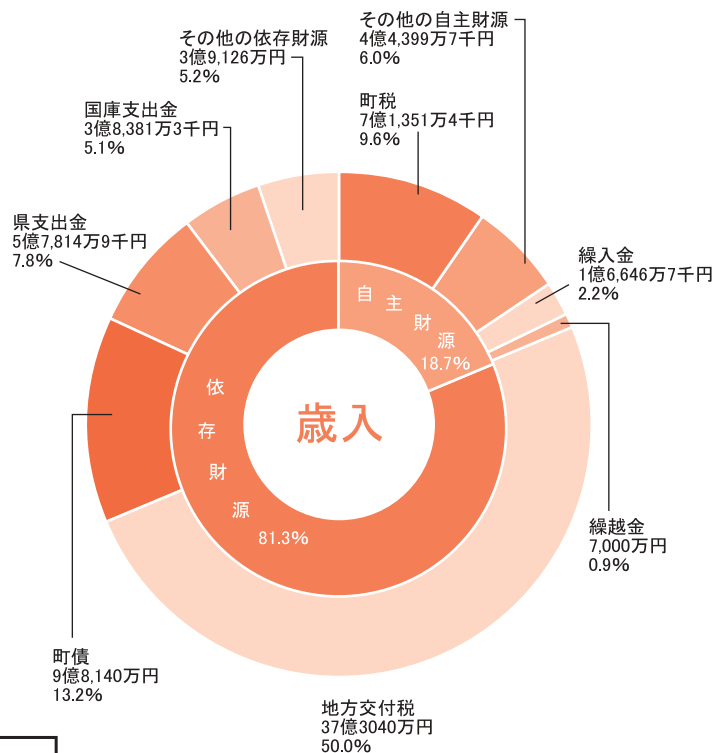 その他の自主財源
4億4,399万7千円
6.0%
その他の依存財源
3億9,126万円
5.2%
町税
7億1,351万4千円
9.6%
国庫支出金
3億8,381万3千円
5.1%
県支出金
5億7,814万9千円
7.8%
繰入金
1億6,646万7千円
2.2%
自主財源
18.7%
歳入
依存財源
81.3%
繰越金
7,000万円
0.9%
町債
9億8,140万円
13.2%
地方交付税
37億3040万円
50.0%